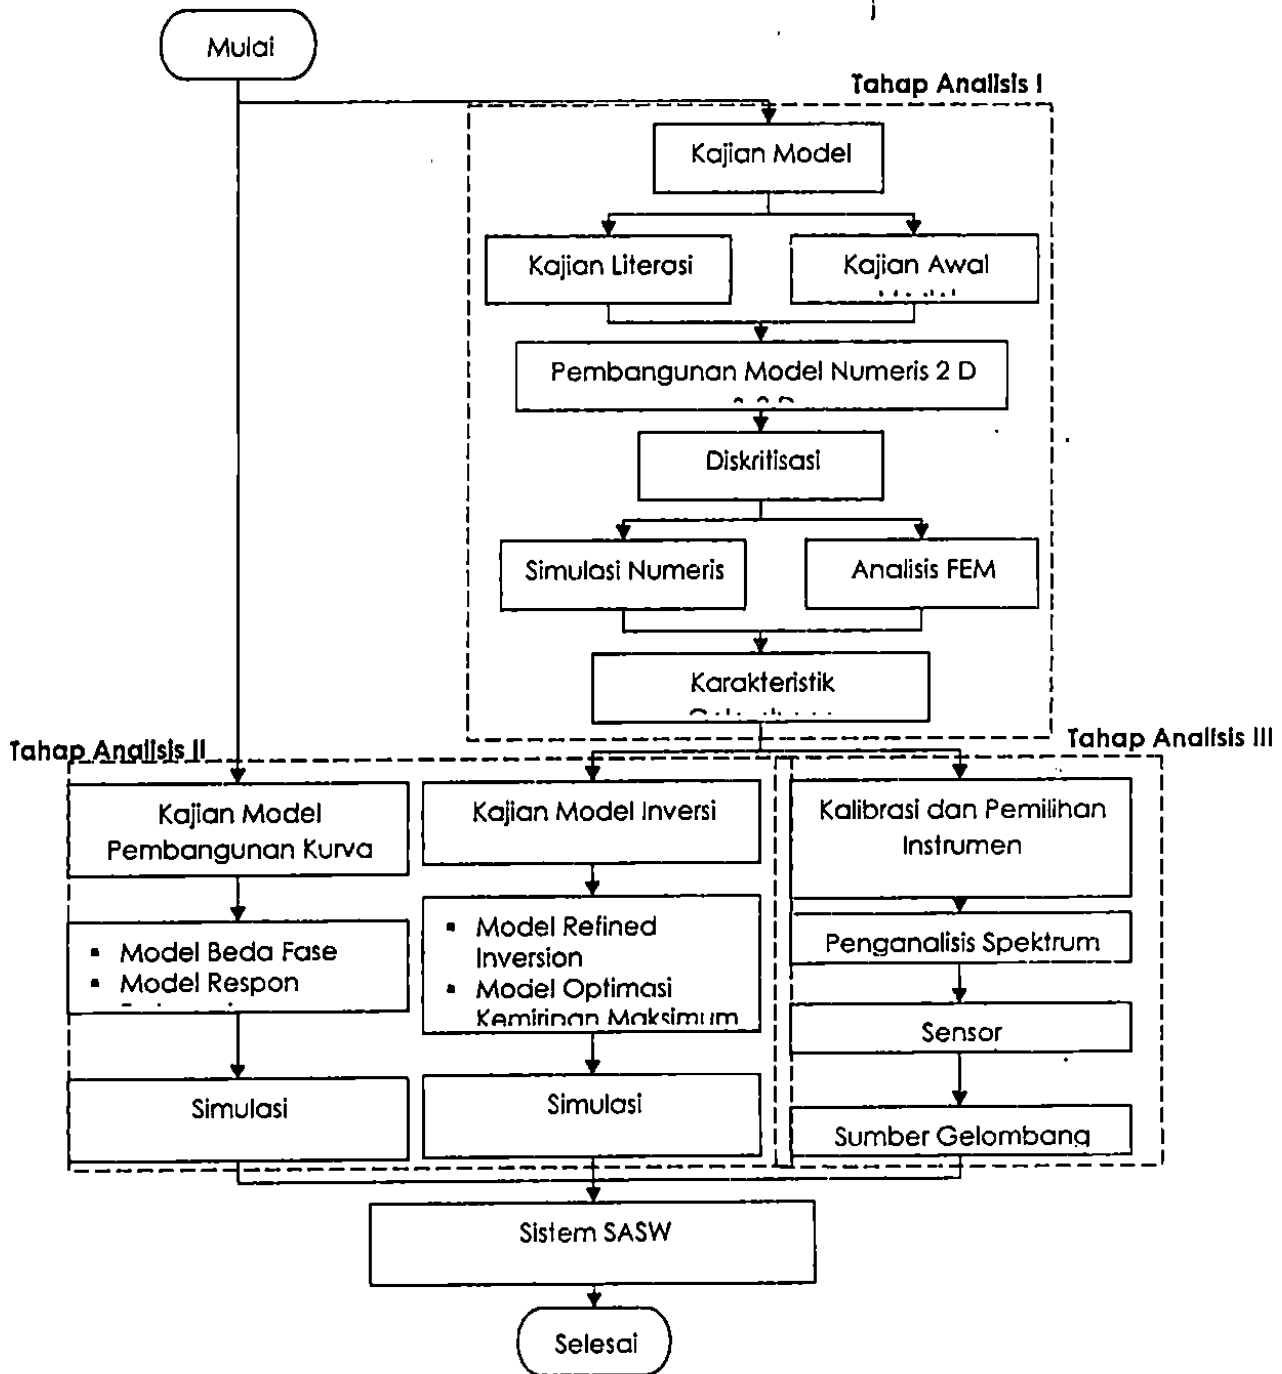 Mulai
Tahap Analisis I
Kajian Model
Kajian Literasi
Kajian Awal
Pembangunan Model Numeris 2 D
Diskritisasi
Simulasi Numeris
Analisis FEM
Karakteristik
Tahap Analisis II
Tahap Analisis III
Kajian Model
Pembangunan Kurva
▪ Model Beda Fase
▪ Model Respon
Simulasi
Kajian Model Inversi
▪ Model Refined
Inversion
▪ Model Optimasi
Kemiringan Maksimum
Simulasi
Kalibrasi dan Pemilihan
Instrumen
Penganalisis Spektrum
Sensor
Sumber Gelombang
Sistem SASW
Selesai